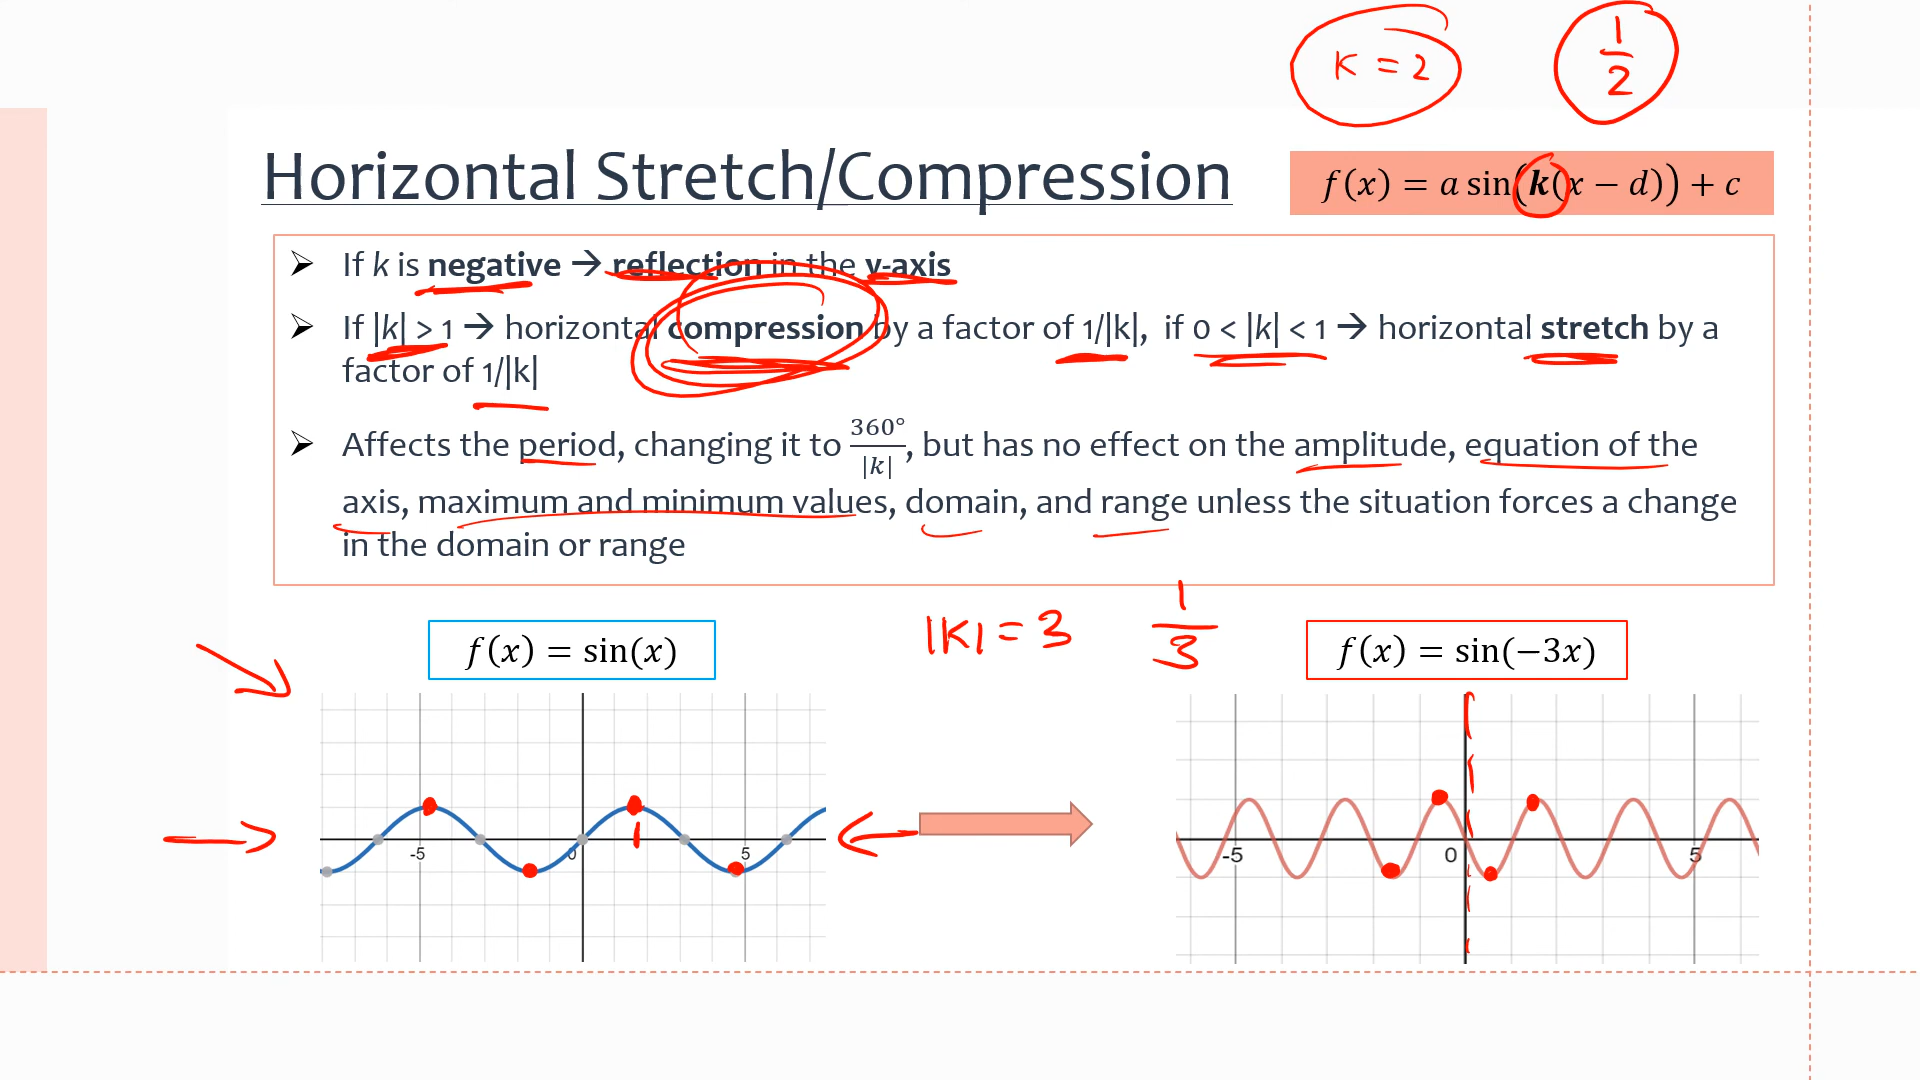 K = 2
1/2
Horizontal Stretch/Compression
f(x) = a sin(k(x − d)) + c
➢ If k is negative → reflection in the y-axis
➢ If |k| > 1 → horizontal compression by a factor of 1/|k|, if 0 < |k| < 1 → horizontal stretch by a
factor of 1/|k|
➢ Affects the period, changing it to 360°/|k|, but has no effect on the amplitude, equation of the
axis, maximum and minimum values, domain, and range unless the situation forces a change
in the domain or range
|K| = 3
1/3
f(x) = sin(x)
f(x) = sin(−3x)
-5 0 5
-5 0 5